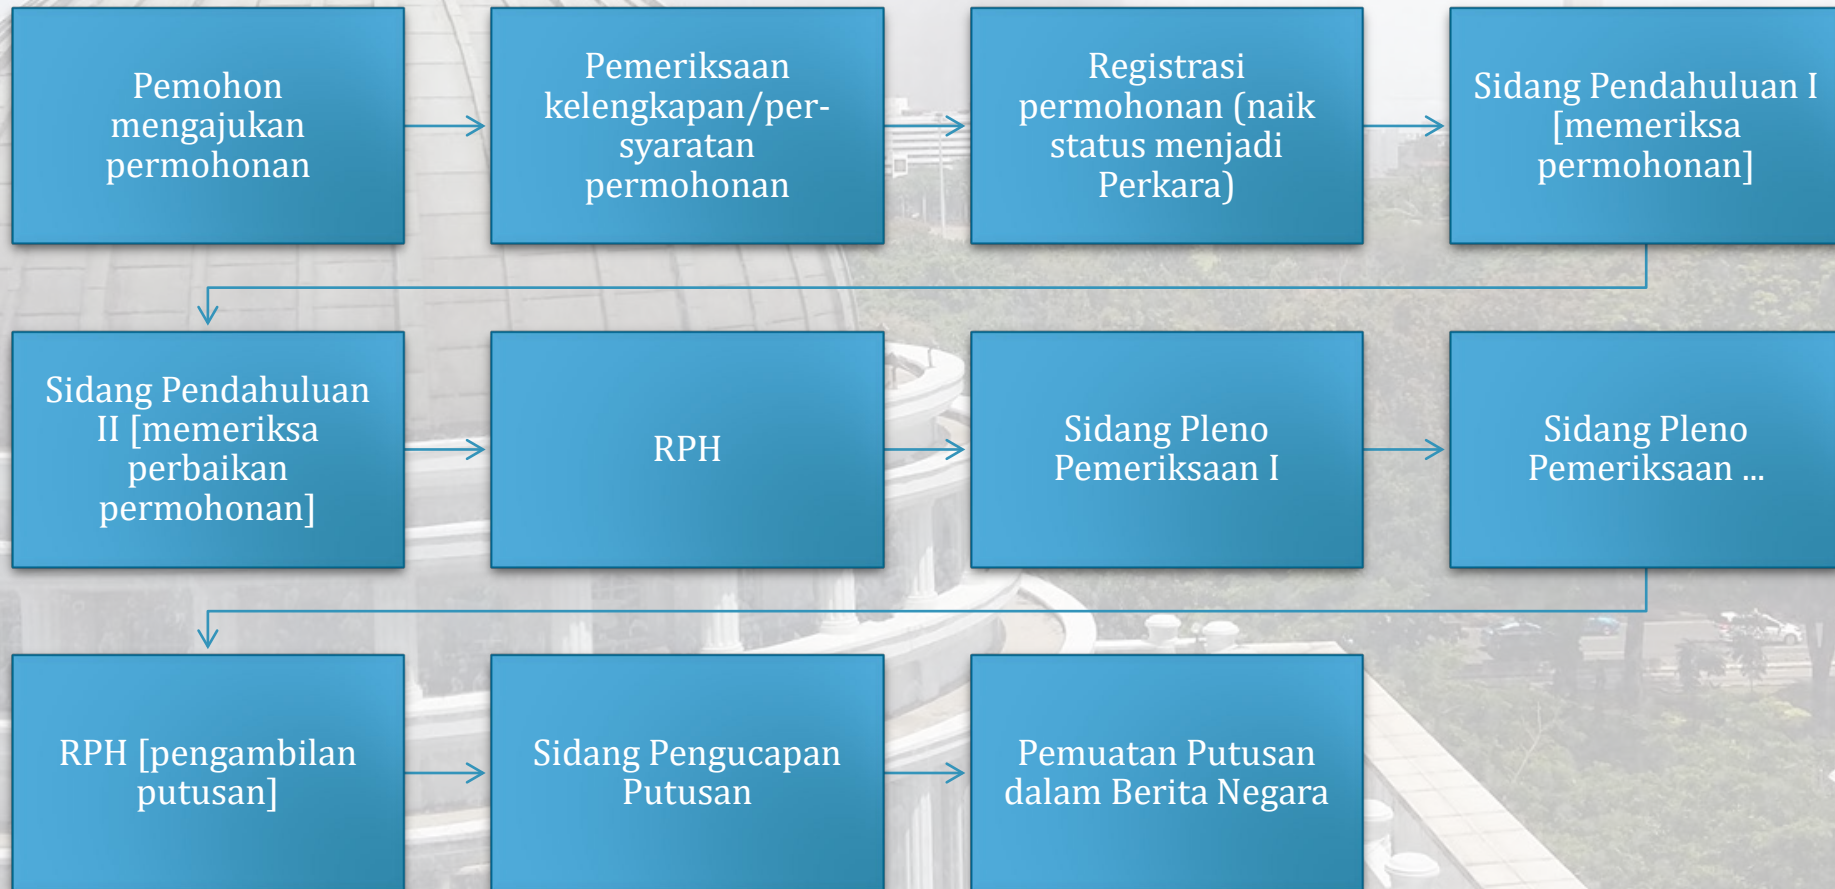 Pemohon
mengajukan
permohonan
Pemeriksaan
kelengkapan/per-
syaratan
permohonan
Registrasi
permohonan (naik
status menjadi
Perkara)
Sidang Pendahuluan I
[memeriksa
permohonan]
Sidang Pendahuluan
II [memeriksa
perbaikan
permohonan]
RPH
Sidang Pleno
Pemeriksaan I
Sidang Pleno
Pemeriksaan ...
RPH [pengambilan
putusan]
Sidang Pengucapan
Putusan
Pemuatan Putusan
dalam Berita Negara